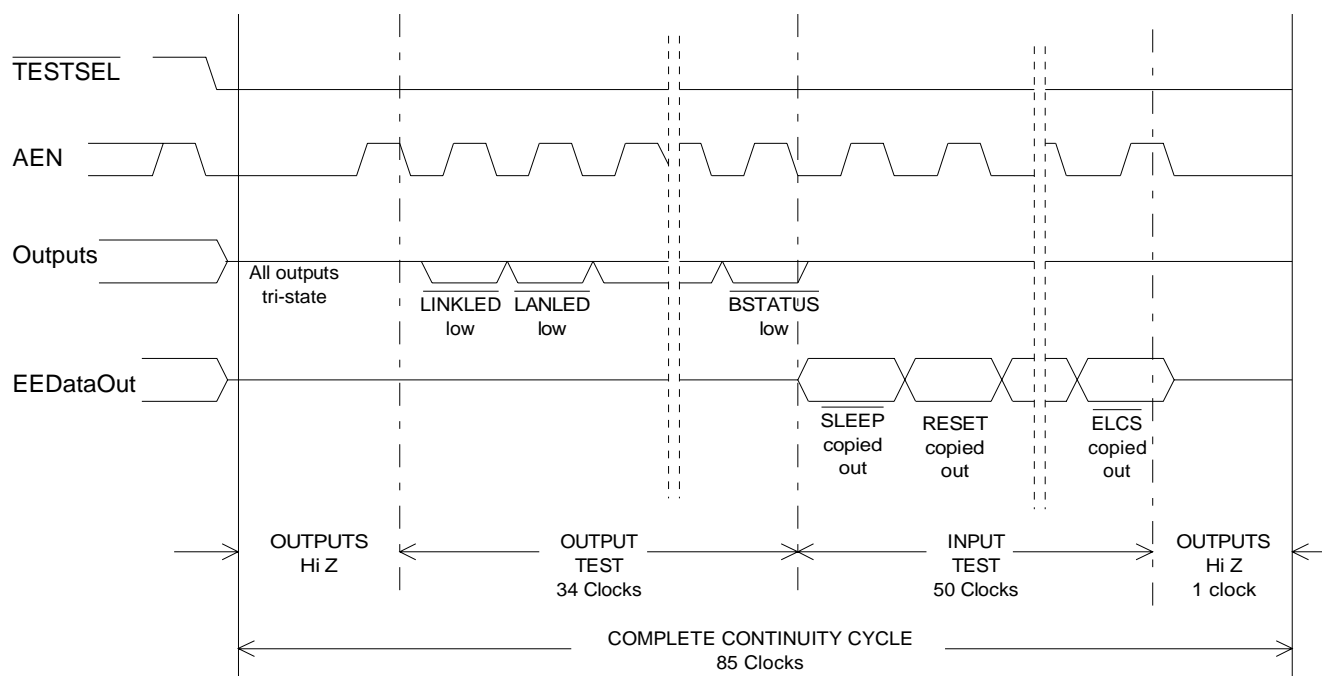 TESTSEL
AEN
Outputs
All outputs
tri-state
LINKLED
low
LANLED
low
BSTATUS
low
EEDataOut
SLEEP
copied
out
RESET
copied
out
ELCS
copied
out
OUTPUTS
Hi Z
OUTPUT
TEST
34 Clocks
INPUT
TEST
50 Clocks
OUTPUTS
Hi Z
1 clock
COMPLETE CONTINUITY CYCLE
85 Clocks